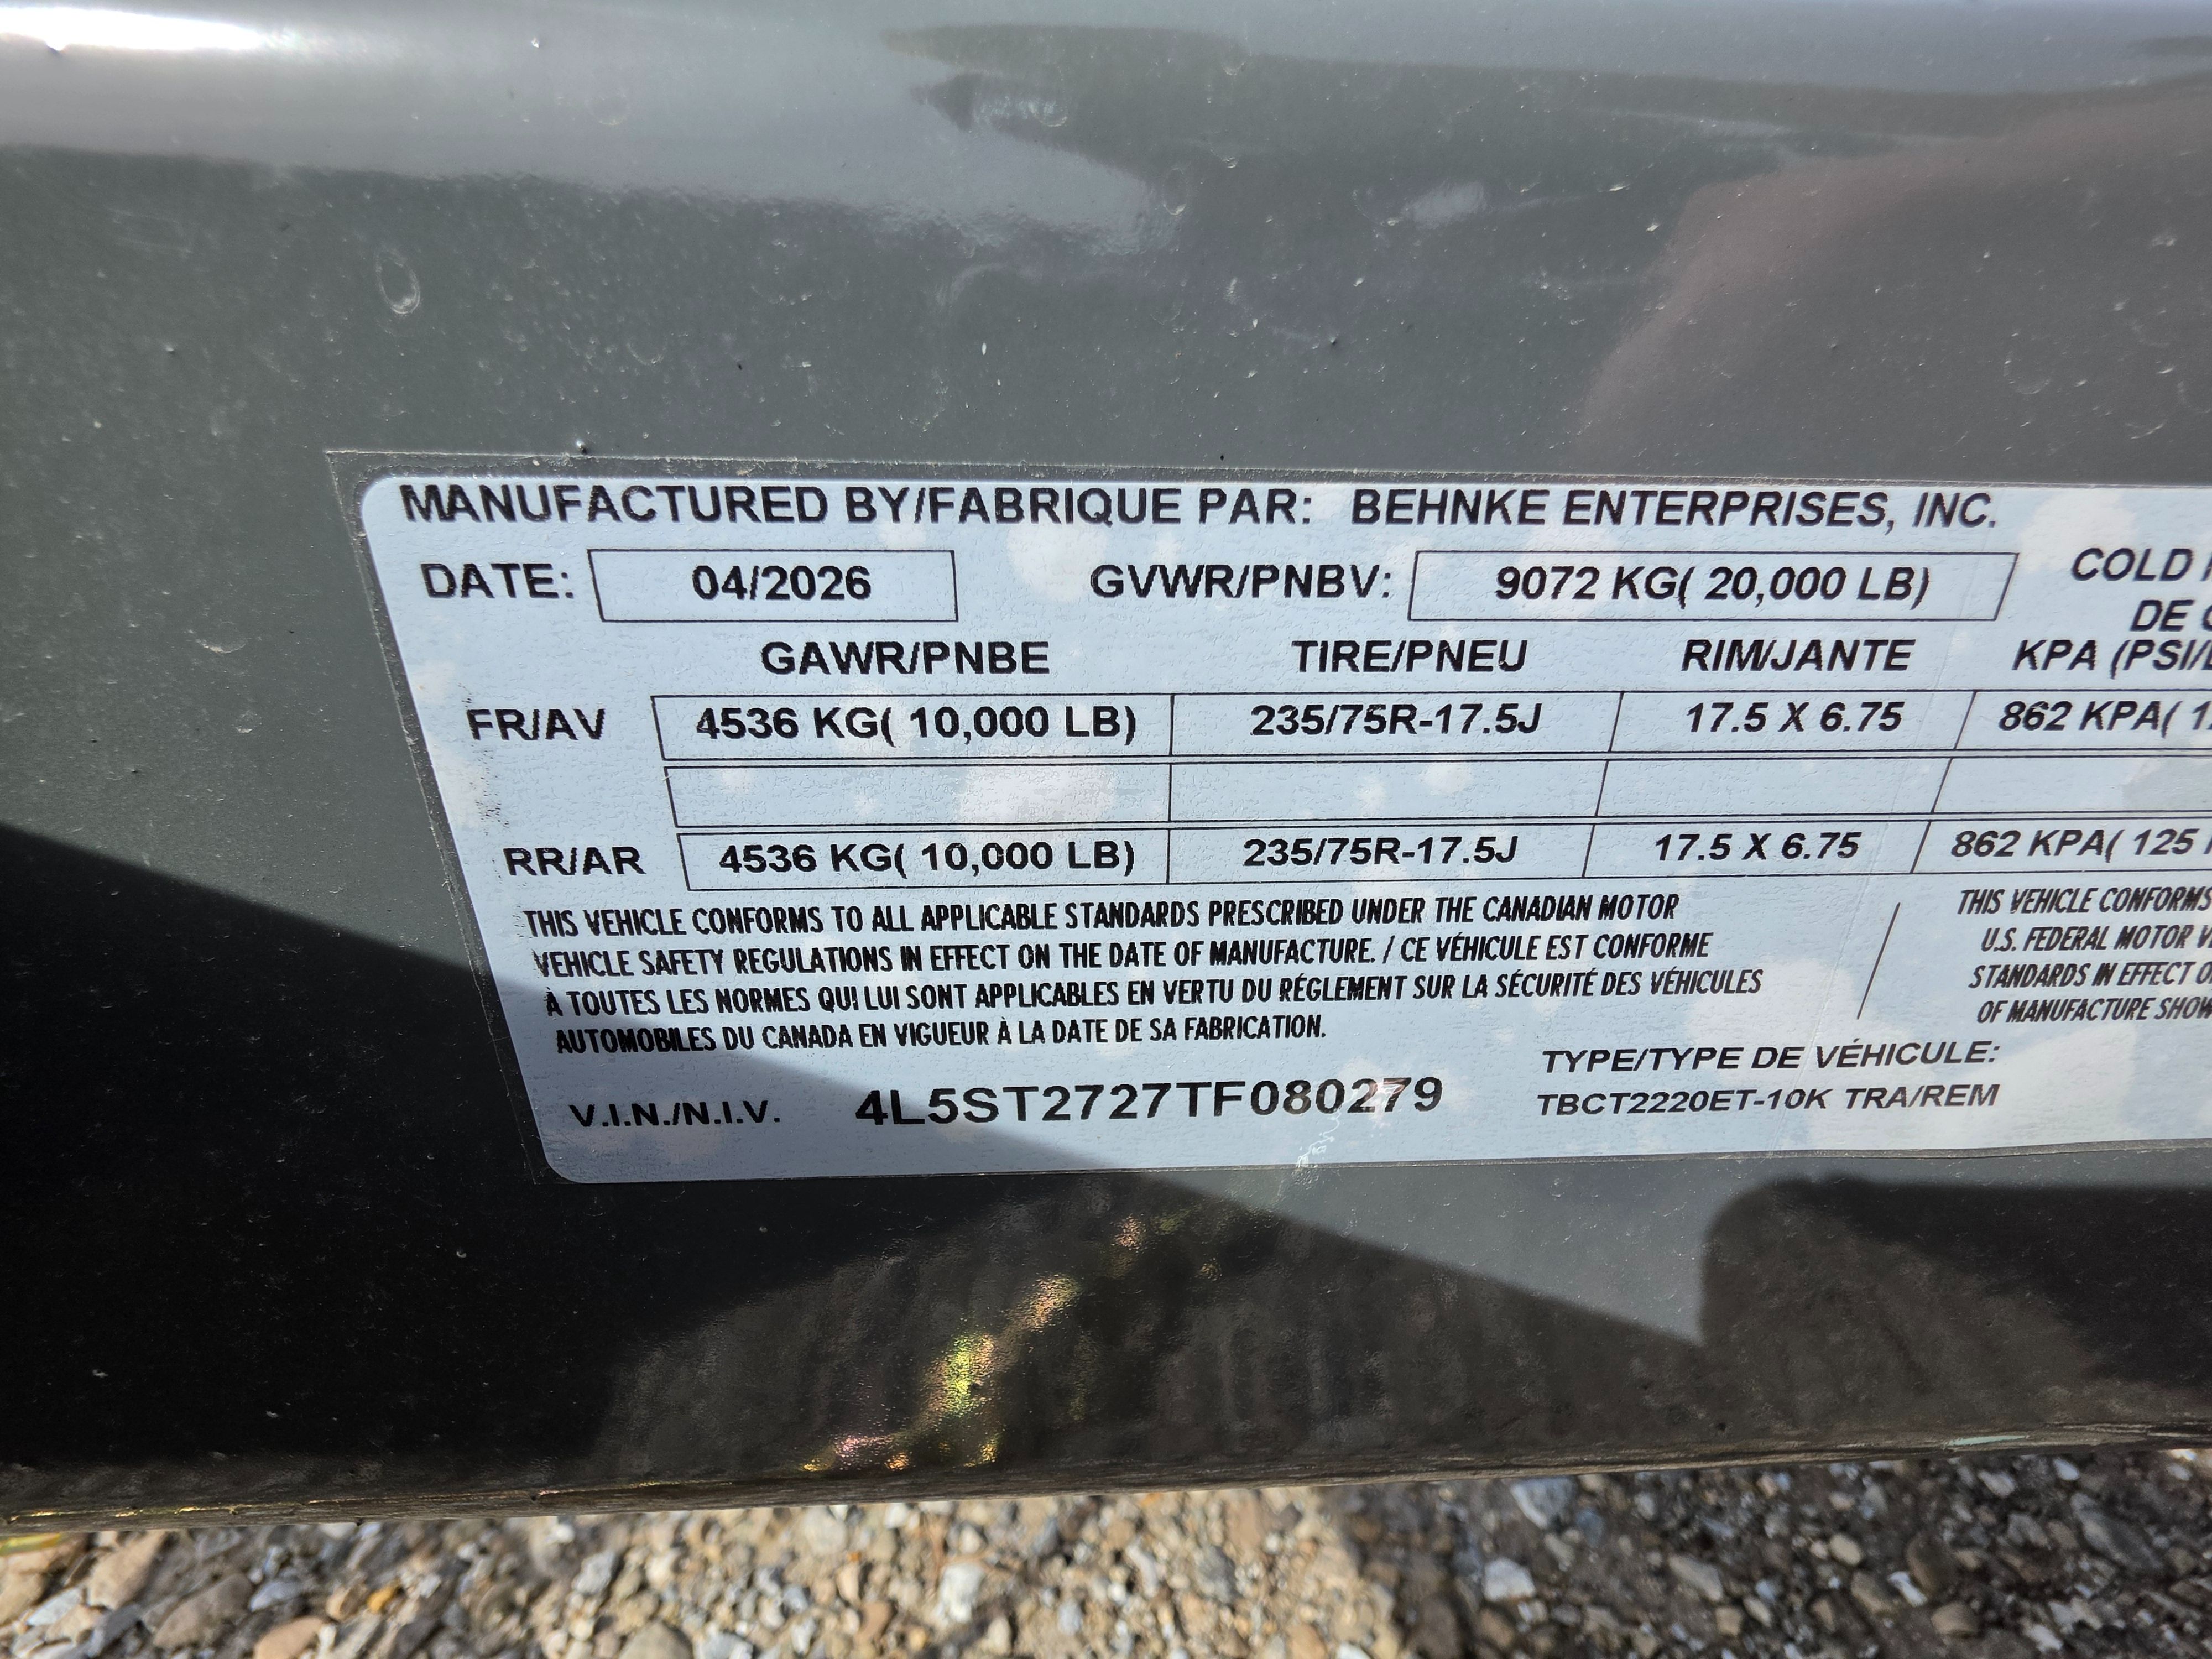 MANUFACTURED BY/FABRIQUE PAR: BEHNKE ENTERPRISES, INC.
DATE: 04/2026 GVWR/PNBV: 9072 KG( 20,000 LB) COLD
DE
GAWR/PNBE TIRE/PNEU RIM/JANTE KPA (PSI/
FR/AV 4536 KG( 10,000 LB) 235/75R-17.5J 17.5 X 6.75 862 KPA(
RR/AR 4536 KG( 10,000 LB) 235/75R-17.5J 17.5 X 6.75 862 KPA( 125
THIS VEHICLE CONFORMS TO ALL APPLICABLE STANDARDS PRESCRIBED UNDER THE CANADIAN MOTOR
VEHICLE SAFETY REGULATIONS IN EFFECT ON THE DATE OF MANUFACTURE. / CE VÉHICULE EST CONFORME
À TOUTES LES NORMES QUI LUI SONT APPLICABLES EN VERTU DU RÉGLEMENT SUR LA SÉCURITÉ DES VÉHICULES
AUTOMOBILES DU CANADA EN VIGUEUR À LA DATE DE SA FABRICATION.
THIS VEHICLE CONFORMS
U.S. FEDERAL MOTOR
STANDARDS IN EFFECT
OF MANUFACTURE
TYPE/TYPE DE VÉHICULE:
V.I.N./N.I.V. 4L5ST2727TF080279 TBCT2220ET-10K TRA/REM